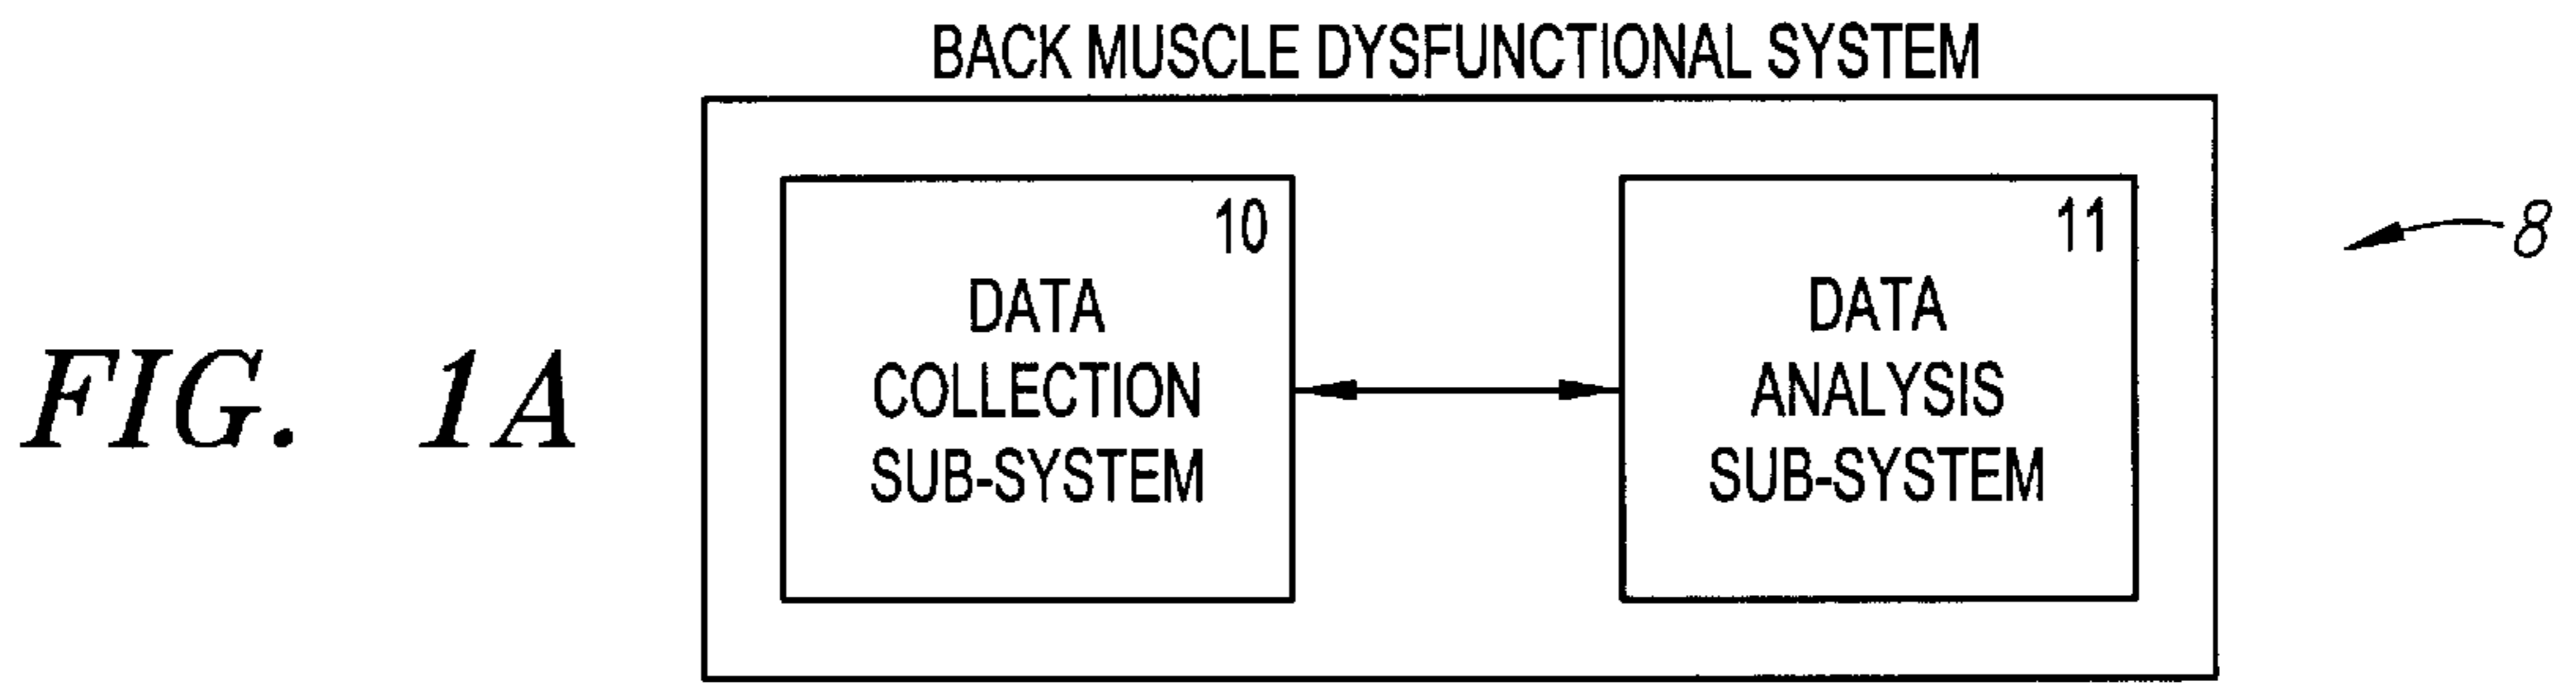 BACK MUSCLE DYSFUNCTIONAL SYSTEM
10
DATA
COLLECTION
SUB-SYSTEM
11
DATA
ANALYSIS
SUB-SYSTEM
8
FIG. 1A